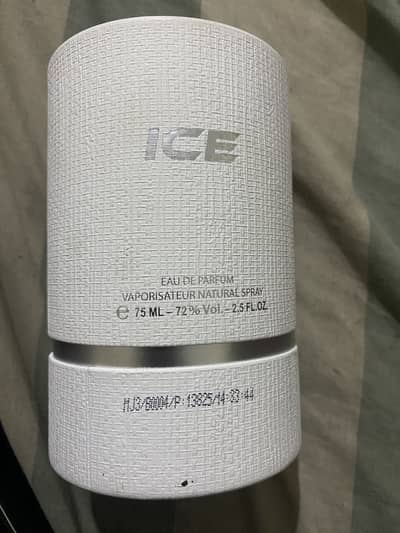 ICE
EAU DE PARFUM
VAPORISATEUR NATURAL SPRAY
℮ 75 ML – 72% Vol. – 2.5 FL.OZ.
MJ3/B0004/P:13825/14:33:44